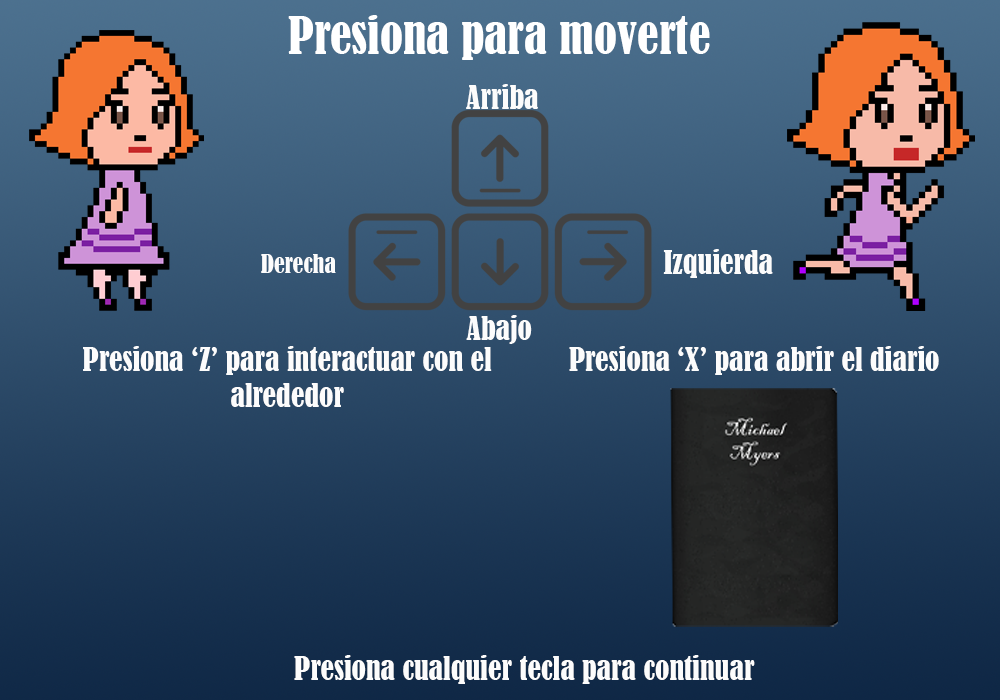 Presiona para moverte
Arriba
Derecha
Izquierda
Abajo
Presiona ‘Z’ para interactuar con el
alrededor
Presiona ‘X’ para abrir el diario
Michael
Myers
Presiona cualquier tecla para continuar